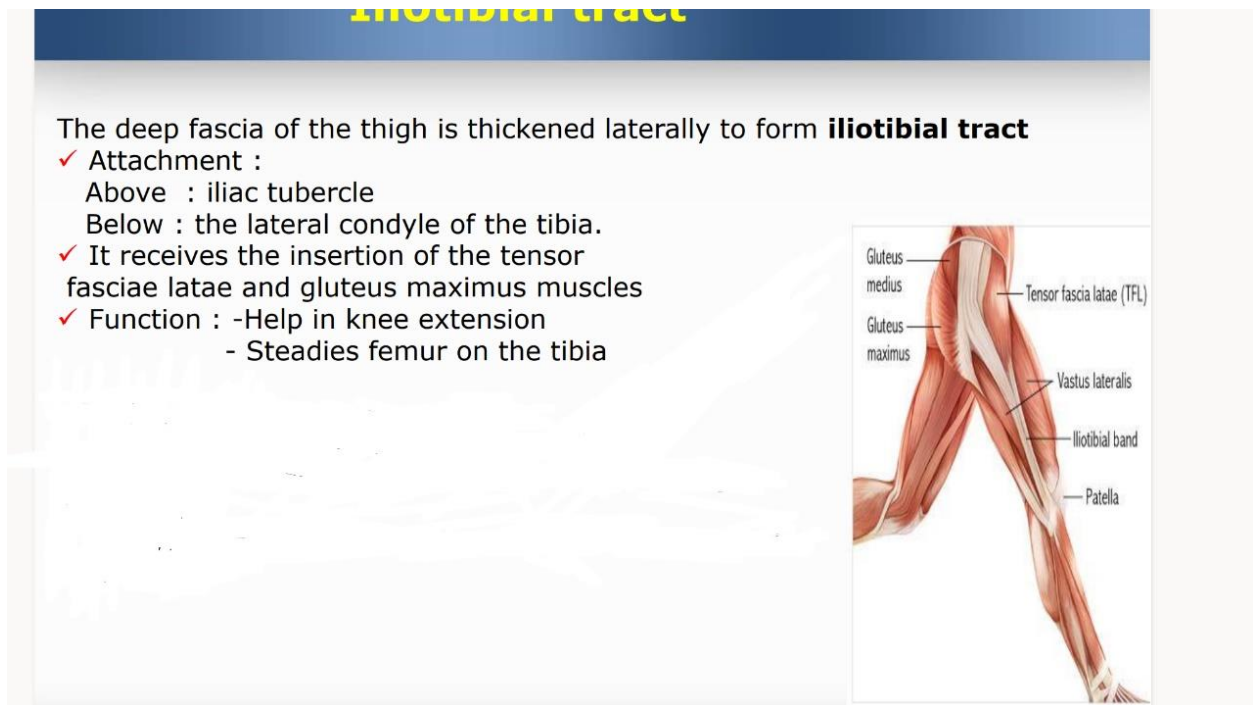 Iliotibial tract
The deep fascia of the thigh is thickened laterally to form iliotibial tract
✓ Attachment :
Above : iliac tubercle
Below : the lateral condyle of the tibia.
✓ It receives the insertion of the tensor
fasciae latae and gluteus maximus muscles
✓ Function : -Help in knee extension
- Steadies femur on the tibia
Gluteus
medius
Gluteus
maximus
Tensor fascia latae (TFL)
Vastus lateralis
Iliotibial band
Patella